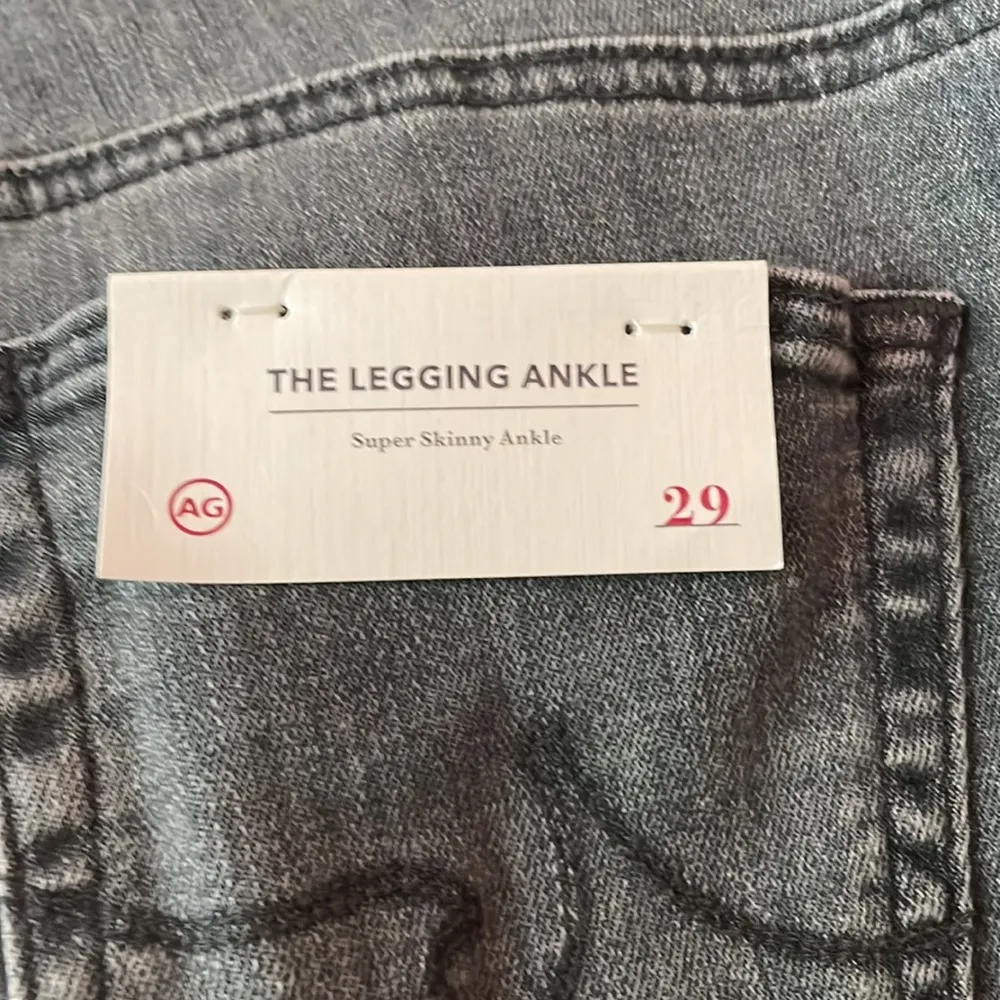 THE LEGGING ANKLE
Super Skinny Ankle
AG
29